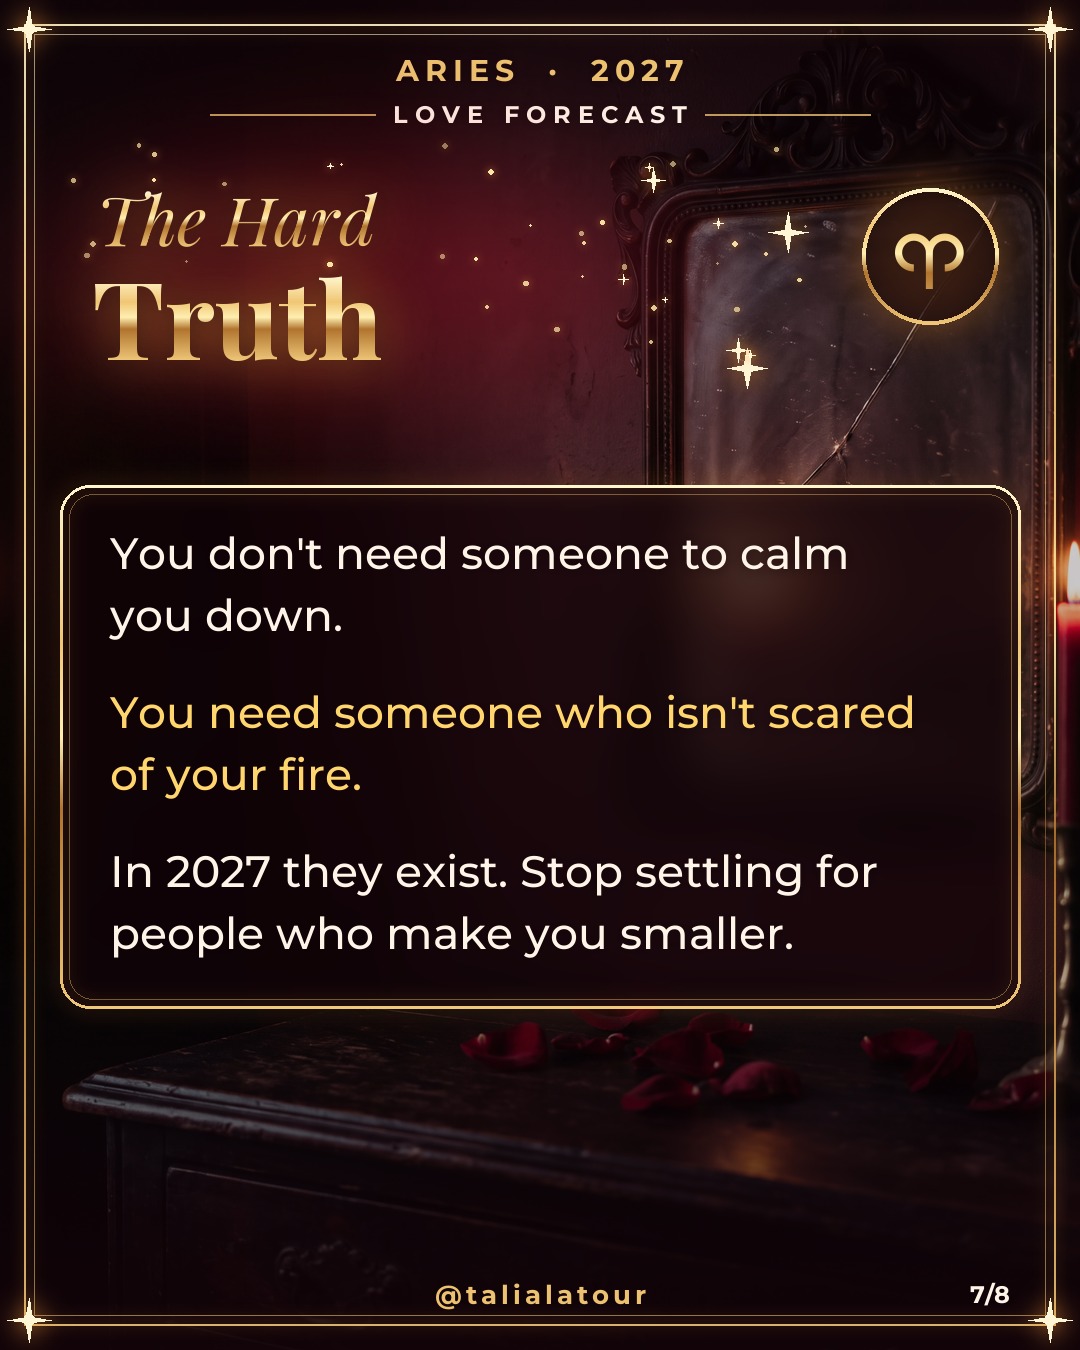 ARIES · 2027
LOVE FORECAST
The Hard
Truth
You don't need someone to calm
you down.
You need someone who isn't scared
of your fire.
In 2027 they exist. Stop settling for
people who make you smaller.
@talialatour
7/8